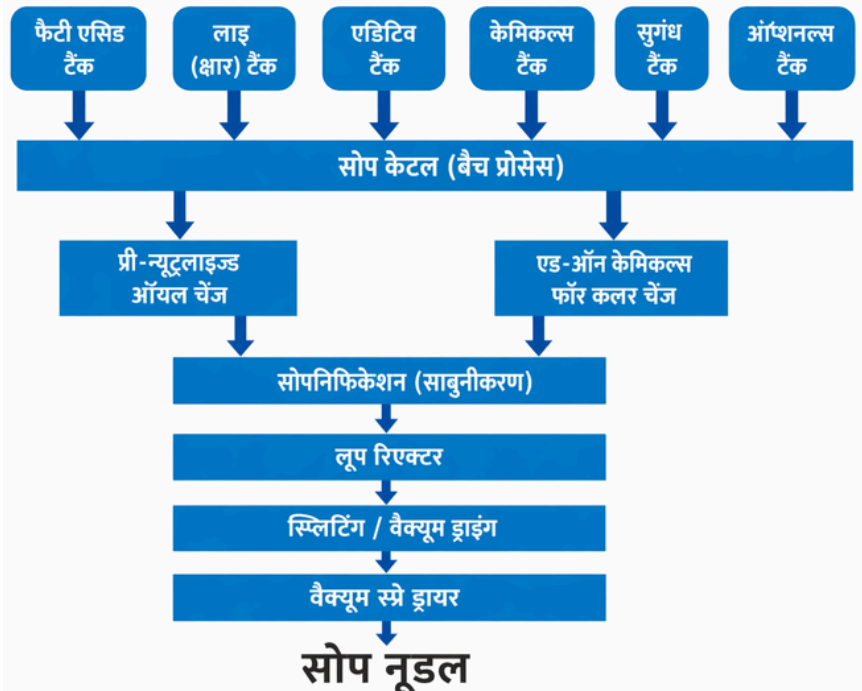 फैटी एसिड
टैंक
लाइ
(क्षार) टैंक
एडिटिव
टैंक
केमिकल्स
टैंक
सुगंध
टैंक
ऑप्शनल्स
टैंक
सोप केटल (बैच प्रोसेस)
प्री-न्यूट्रलाइज्ड
ऑयल चेंज
एड-ऑन केमिकल्स
फॉर कलर चेंज
सोपनिफिकेशन (साबुनीकरण)
लूप रिएक्टर
स्प्लिटिंग / वैक्यूम ड्राइंग
वैक्यूम स्प्रे ड्रायर
सोप नूडल